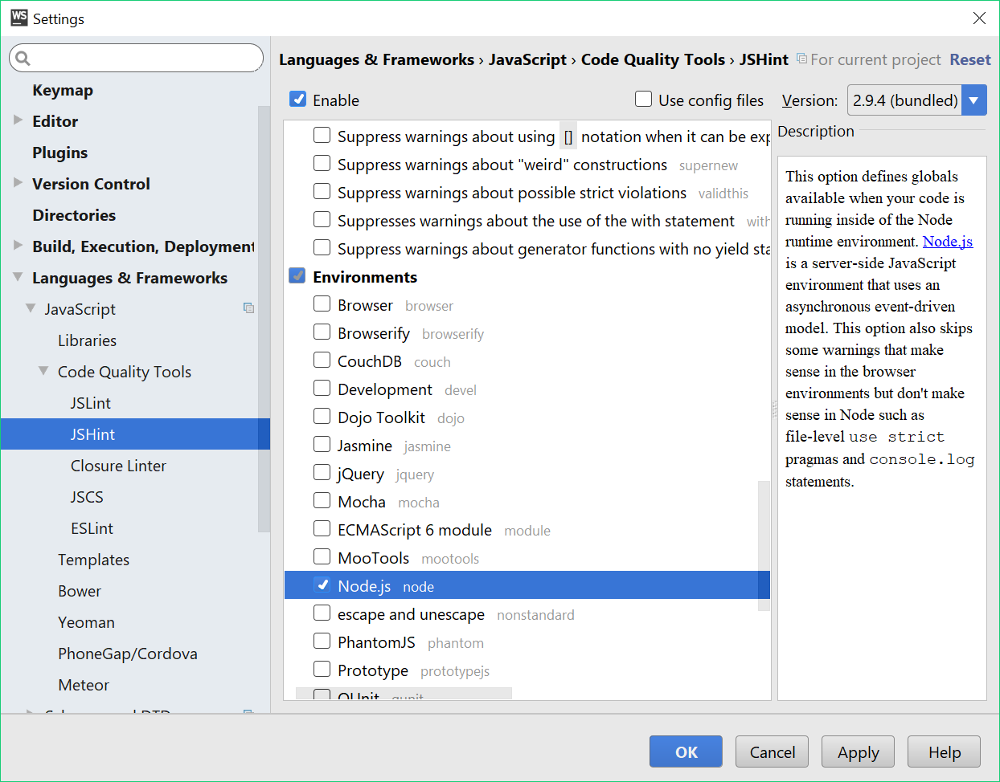 WS Settings
Languages & Frameworks › JavaScript › Code Quality Tools › JSHint For current project Reset
Keymap
Editor
Plugins
Version Control
Directories
Build, Execution, Deployment
Languages & Frameworks
JavaScript
Libraries
Code Quality Tools
JSLint
JSHint
Closure Linter
JSCS
ESLint
Templates
Bower
Yeoman
PhoneGap/Cordova
Meteor
Enable Use config files Version: 2.9.4 (bundled)
Suppress warnings about using [] notation when it can be exp
Suppress warnings about "weird" constructions supernew
Suppress warnings about possible strict violations validthis
Suppresses warnings about the use of the with statement with
Suppress warnings about generator functions with no yield sta
Environments
Browser browser
Browserify browserify
CouchDB couch
Development devel
Dojo Toolkit dojo
Jasmine jasmine
jQuery jquery
Mocha mocha
ECMAScript 6 module module
MooTools mootools
Node.js node
escape and unescape nonstandard
PhantomJS phantom
Prototype prototypejs
QUnit qunit
Description
This option defines globals
available when your code is
running inside of the Node
runtime environment. Node.js
is a server-side JavaScript
environment that uses an
asynchronous event-driven
model. This option also skips
some warnings that make
sense in the browser
environments but don't make
sense in Node such as
file-level use strict
pragmas and console.log
statements.
OK Cancel Apply Help